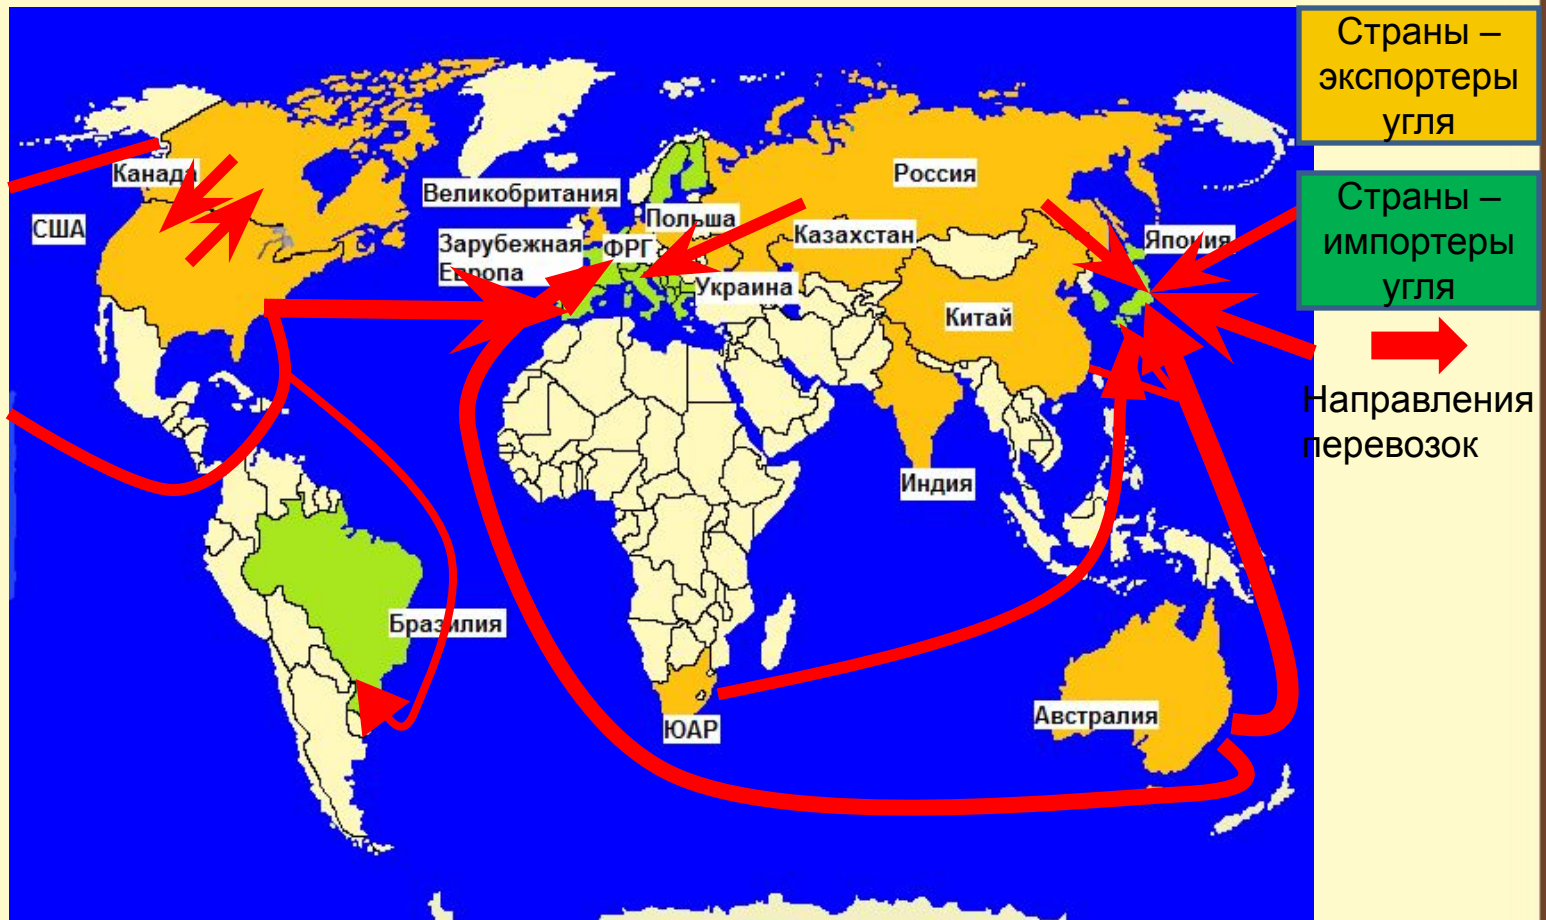 Страны –
экспортеры
угля
Страны –
импортеры
угля
Направления
перевозок
Канада
США
Великобритания
Зарубежная
Европа
ФРГ
Польша
Украина
Россия
Казахстан
Япония
Китай
Индия
Бразилия
ЮАР
Австралия